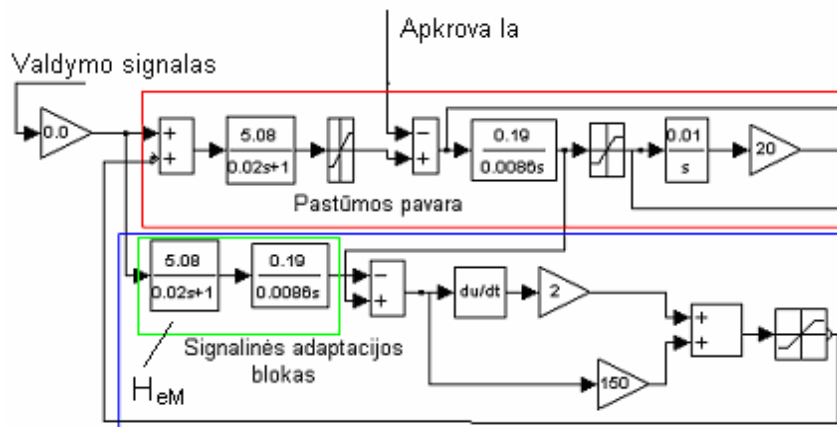 Apkrova Ia
Valdymo signalas
0.0
+
+
5.08
0.02s+1
−
+
0.19
0.0086s
0.01
s
20
Pastūmos pavara
5.08
0.02s+1
0.19
0.0086s
−
+
du/dt
2
+
+
150
Signalinės adaptacijos
blokas
HeM